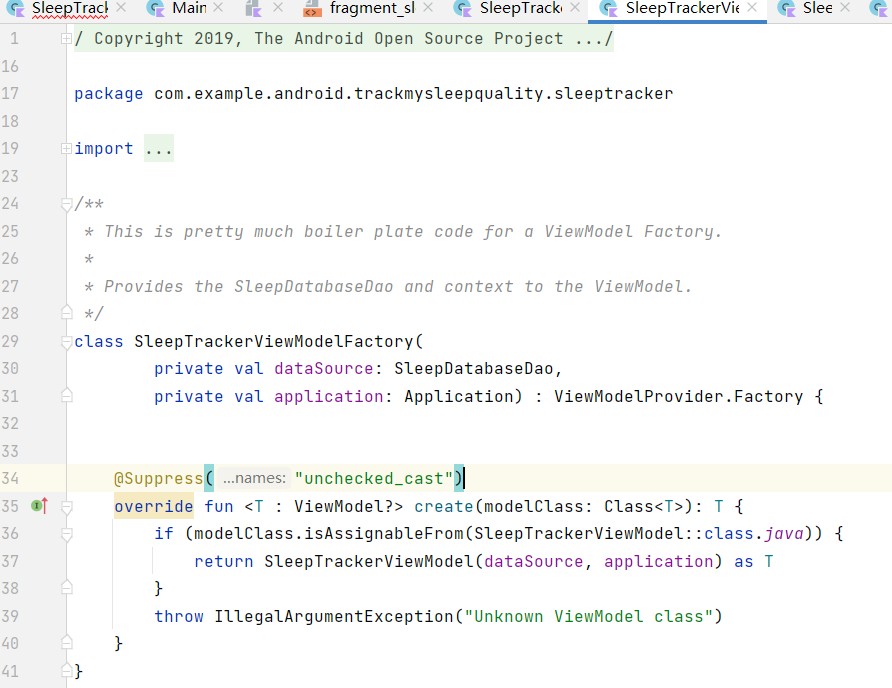 SleepTrack Main fragment_sl SleepTracke SleepTrackerVie Slee
1 / Copyright 2019, The Android Open Source Project .../
16
17 package com.example.android.trackmysleepquality.sleeptracker
18
19 import ...
23
24 /**
25 * This is pretty much boiler plate code for a ViewModel Factory.
26 *
27 * Provides the SleepDatabaseDao and context to the ViewModel.
28 */
29 class SleepTrackerViewModelFactory(
30 private val dataSource: SleepDatabaseDao,
31 private val application: Application) : ViewModelProvider.Factory {
32
33
34 @Suppress( ...names: "unchecked_cast")
35 override fun <T : ViewModel?> create(modelClass: Class<T>): T {
36 if (modelClass.isAssignableFrom(SleepTrackerViewModel::class.java)) {
37 return SleepTrackerViewModel(dataSource, application) as T
38 }
39 throw IllegalArgumentException("Unknown ViewModel class")
40 }
41 }